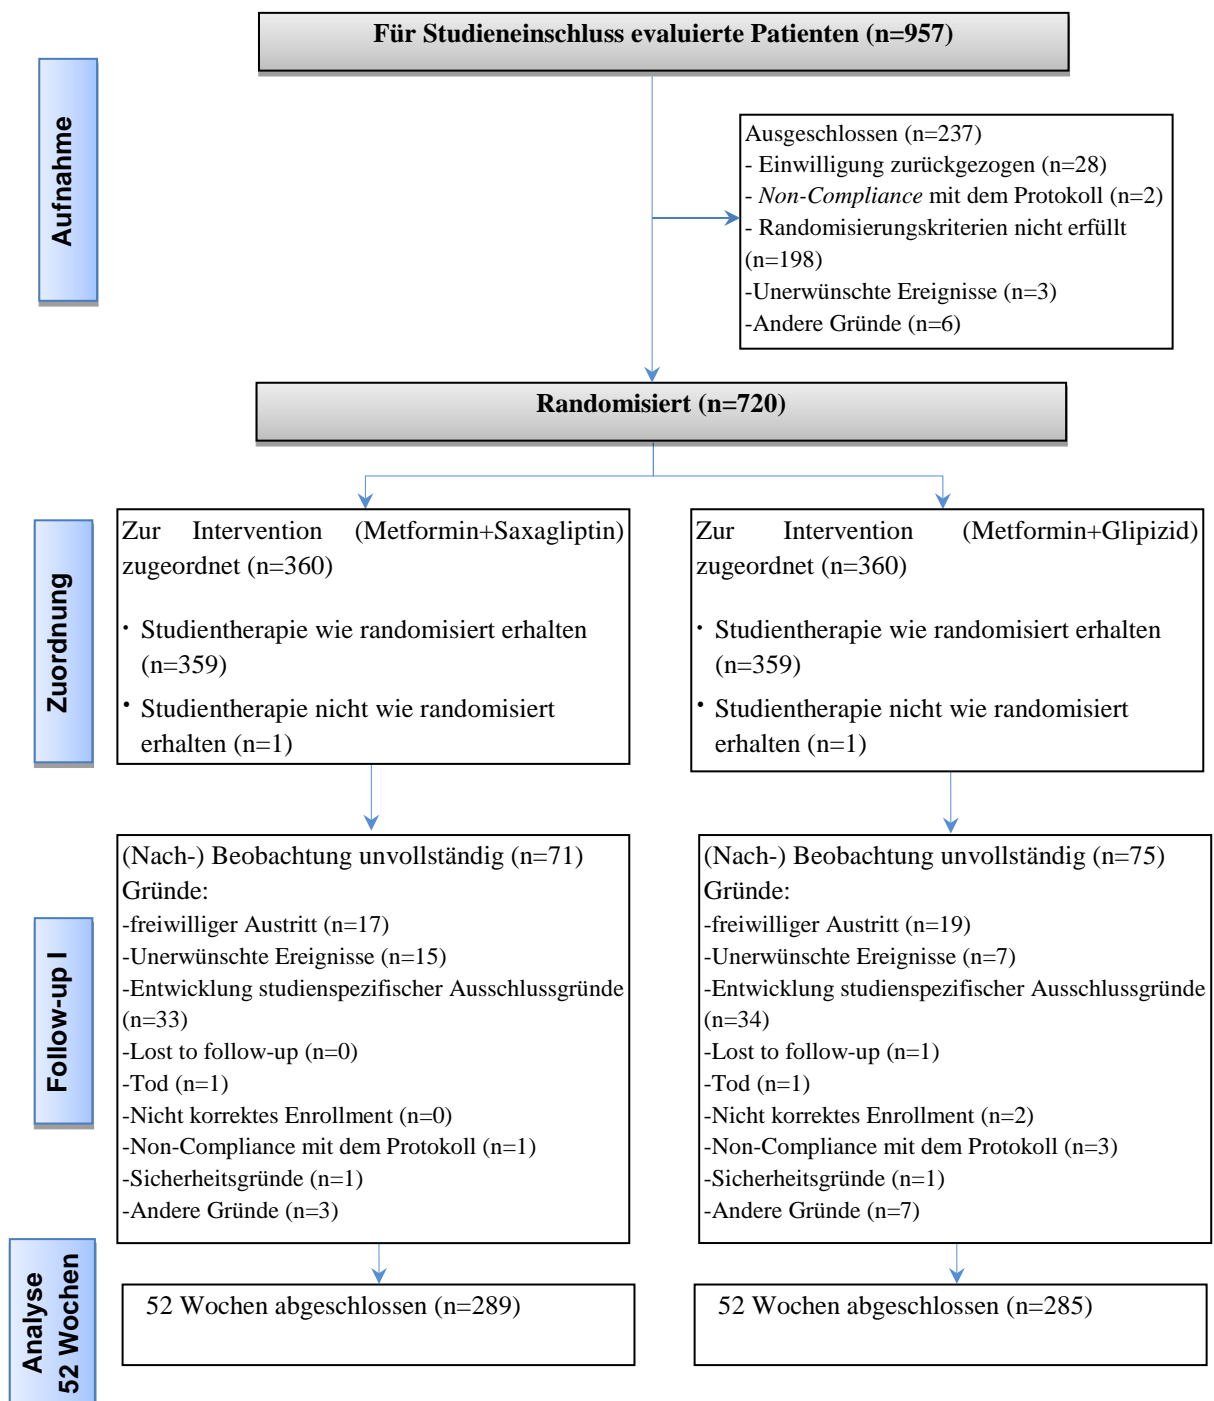 Für Studieneinschluss evaluierte Patienten (n=957)
Aufnahme
Ausgeschlossen (n=237)
- Einwilligung zurückgezogen (n=28)
- Non-Compliance mit dem Protokoll (n=2)
- Randomisierungskriterien nicht erfüllt
(n=198)
-Unerwünschte Ereignisse (n=3)
-Andere Gründe (n=6)
Randomisiert (n=720)
Zuordnung
Zur Intervention (Metformin+Saxagliptin)
zugeordnet (n=360)
· Studientherapie wie randomisiert erhalten
(n=359)
· Studientherapie nicht wie randomisiert
erhalten (n=1)
Zur Intervention (Metformin+Glipizid)
zugeordnet (n=360)
· Studientherapie wie randomisiert erhalten
(n=359)
· Studientherapie nicht wie randomisiert
erhalten (n=1)
Follow-up I
(Nach-) Beobachtung unvollständig (n=71)
Gründe:
-freiwilliger Austritt (n=17)
-Unerwünschte Ereignisse (n=15)
-Entwicklung studienspezifischer Ausschlussgründe
(n=33)
-Lost to follow-up (n=0)
-Tod (n=1)
-Nicht korrektes Enrollment (n=0)
-Non-Compliance mit dem Protokoll (n=1)
-Sicherheitsgründe (n=1)
-Andere Gründe (n=3)
(Nach-) Beobachtung unvollständig (n=75)
Gründe:
-freiwilliger Austritt (n=19)
-Unerwünschte Ereignisse (n=7)
-Entwicklung studienspezifischer Ausschlussgründe
(n=34)
-Lost to follow-up (n=1)
-Tod (n=1)
-Nicht korrektes Enrollment (n=2)
-Non-Compliance mit dem Protokoll (n=3)
-Sicherheitsgründe (n=1)
-Andere Gründe (n=7)
Analyse
52 Wochen
52 Wochen abgeschlossen (n=289)
52 Wochen abgeschlossen (n=285)